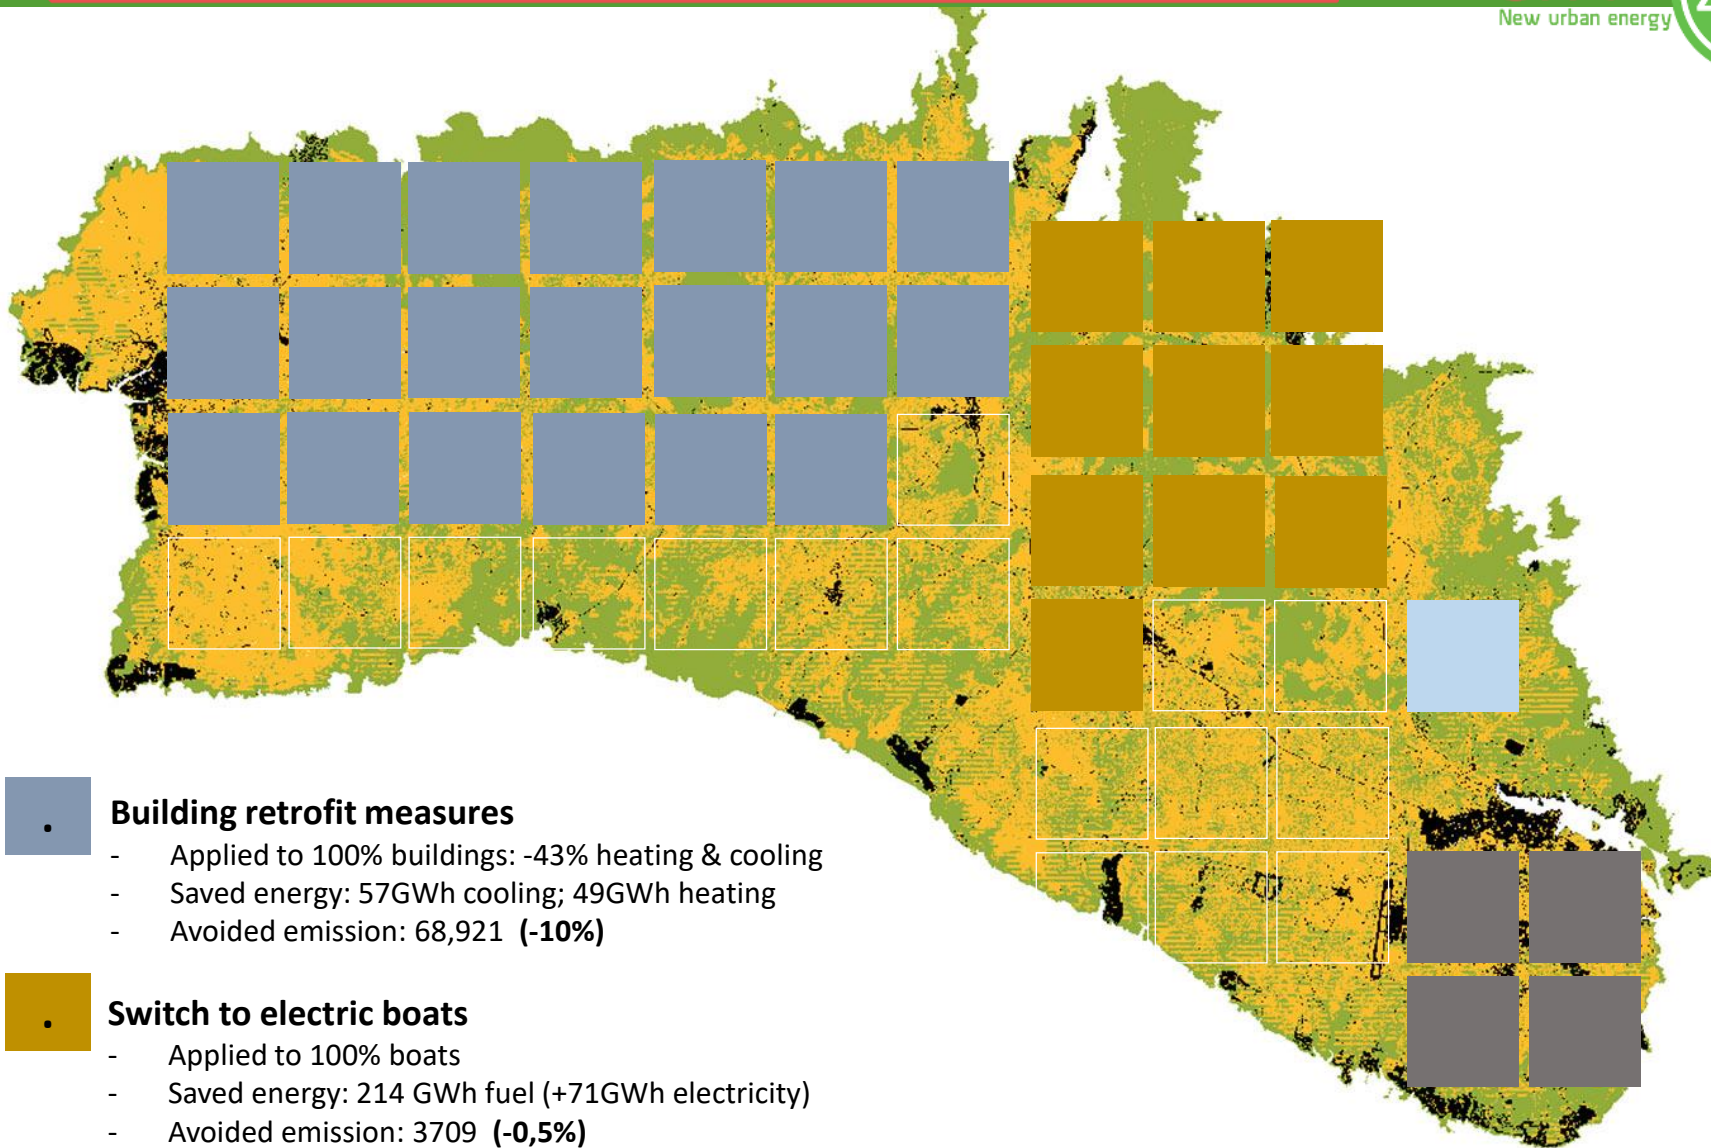 New urban energy
.
Building retrofit measures
- Applied to 100% buildings: -43% heating & cooling
- Saved energy: 57GWh cooling; 49GWh heating
- Avoided emission: 68,921 (-10%)
.
Switch to electric boats
- Applied to 100% boats
- Saved energy: 214 GWh fuel (+71GWh electricity)
- Avoided emission: 3709 (-0,5%)